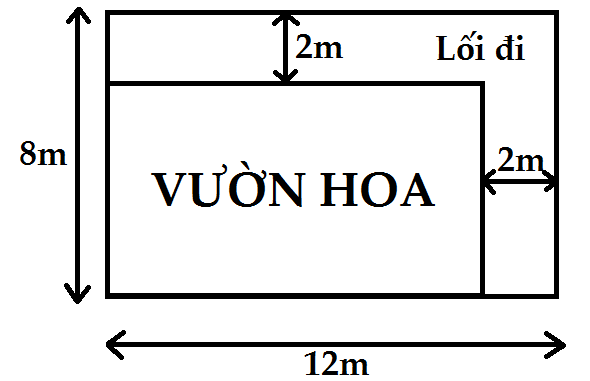 2m
Lối đi
8m
2m
VƯỜN HOA
12m